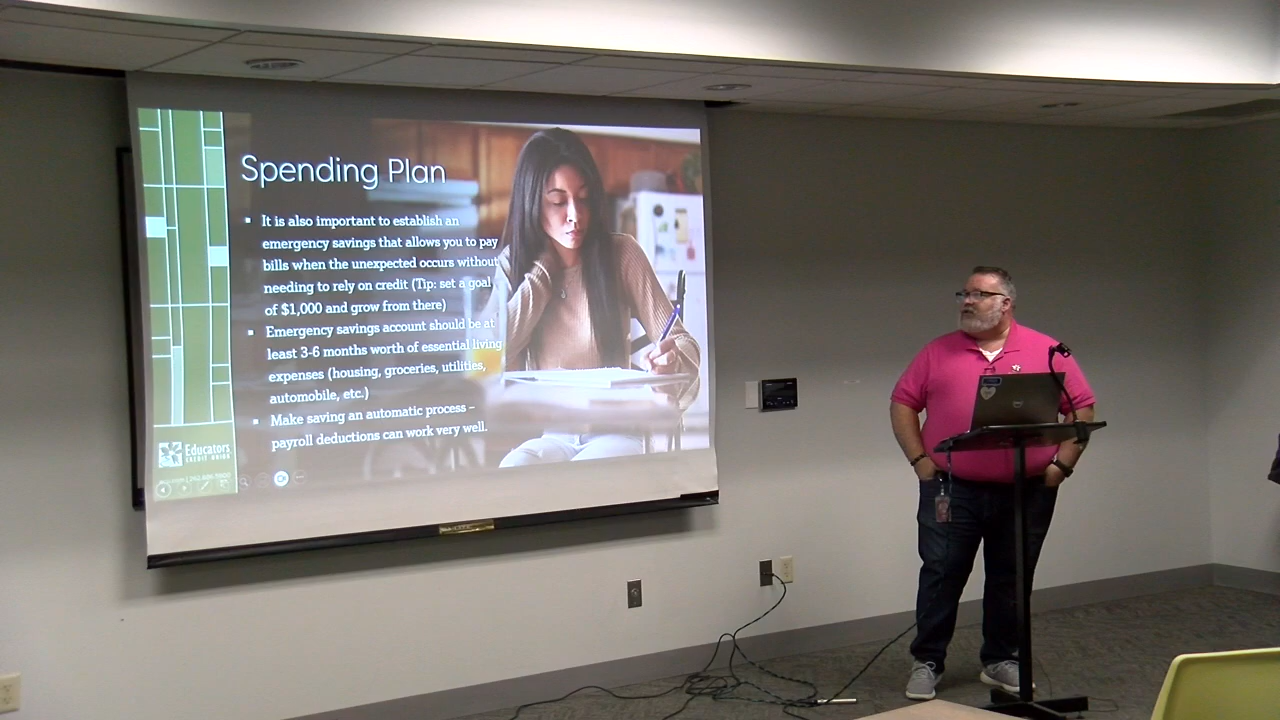 Spending Plan
▪ It is also important to establish an
emergency savings that allows you to pay
bills when the unexpected occurs without
needing to rely on credit (Tip: set a goal
of $1,000 and grow from there)
▪ Emergency savings account should be at
least 3-6 months worth of essential living
expenses (housing, groceries, utilities,
automobile, etc.)
▪ Make saving an automatic process –
payroll deductions can work very well.
Educators
CREDIT UNION